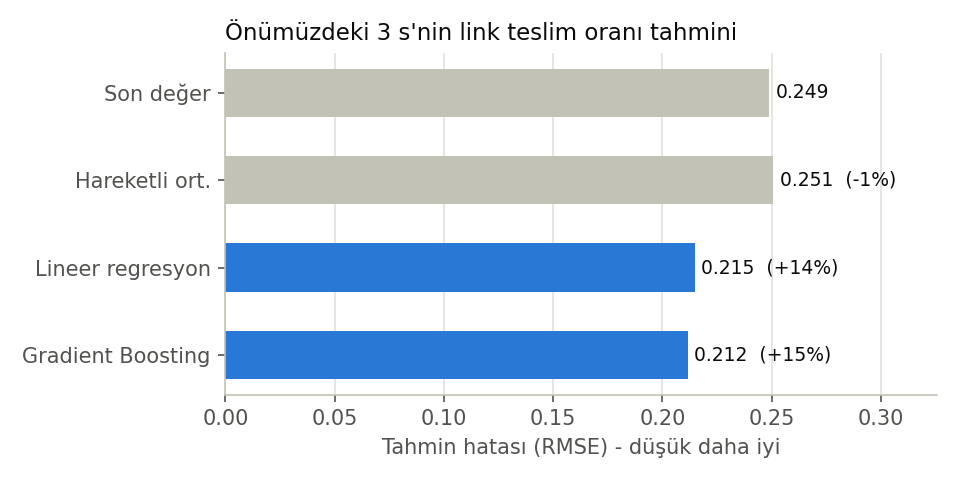 Önümüzdeki 3 s'nin link teslim oranı tahmini
Son değer 0.249
Hareketli ort. 0.251 (-1%)
Lineer regresyon 0.215 (+14%)
Gradient Boosting 0.212 (+15%)
0.00 0.05 0.10 0.15 0.20 0.25 0.30
Tahmin hatası (RMSE) - düşük daha iyi